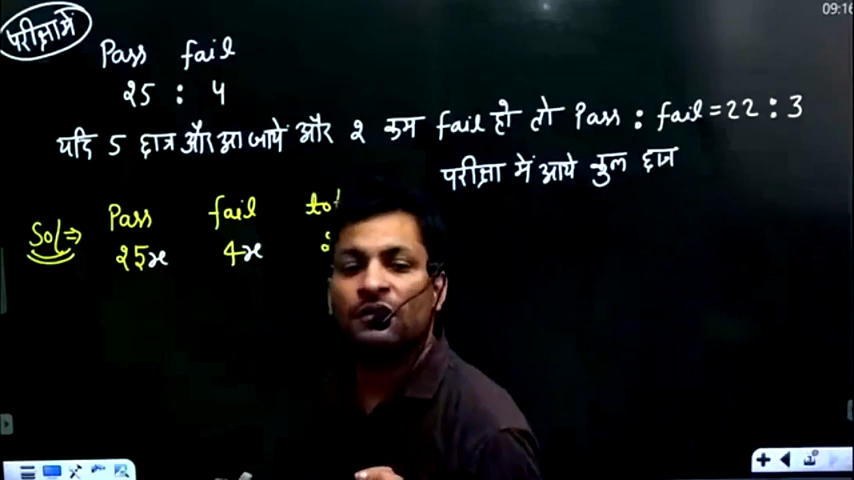 परीक्षा में
Pass fail
25 : 4
यदि 5 छात्र और आ जायें और 2 कम fail हो तो Pass : fail = 22 : 3
परीक्षा में आये कुल छात्र
Sol⇒ Pass fail
25x 4x
09:16